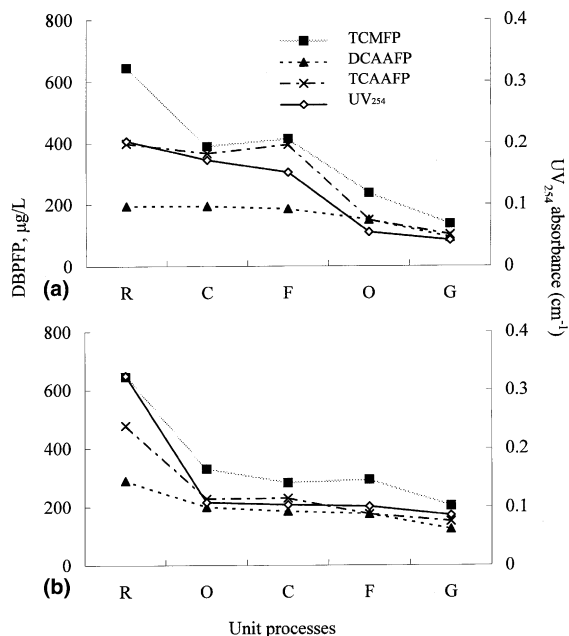 800
600
400
200
0
DBPFP, μg/L
TCMFP
DCAAFP
TCAAFP
UV254
0.4
0.3
0.2
0.1
0
UV254 absorbance (cm-1)
(a)
R C F O G
800
600
400
200
0
0.4
0.3
0.2
0.1
0
(b)
R O C F G
Unit processes